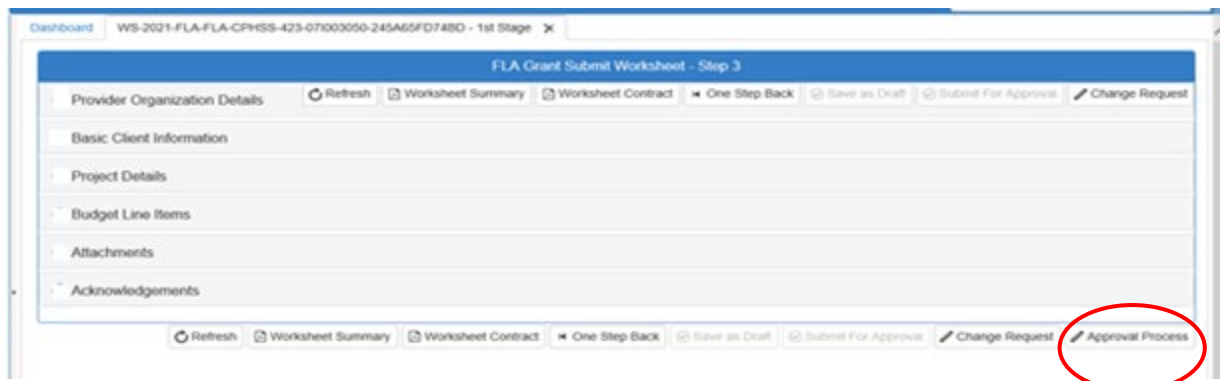 Dashboard WS-2021-FLA-FLA-CPHSS-423-07I003050-245A65FD748D - 1st Stage X
FLA Grant Submit Worksheet - Step 3
Provider Organization Details Refresh Worksheet Summary Worksheet Contract One Step Back Save as Draft Submit For Approval Change Request
Basic Client Information
Project Details
Budget Line Items
Attachments
Acknowledgements
Refresh Worksheet Summary Worksheet Contract One Step Back Save as Draft Submit For Approval Change Request Approval Process